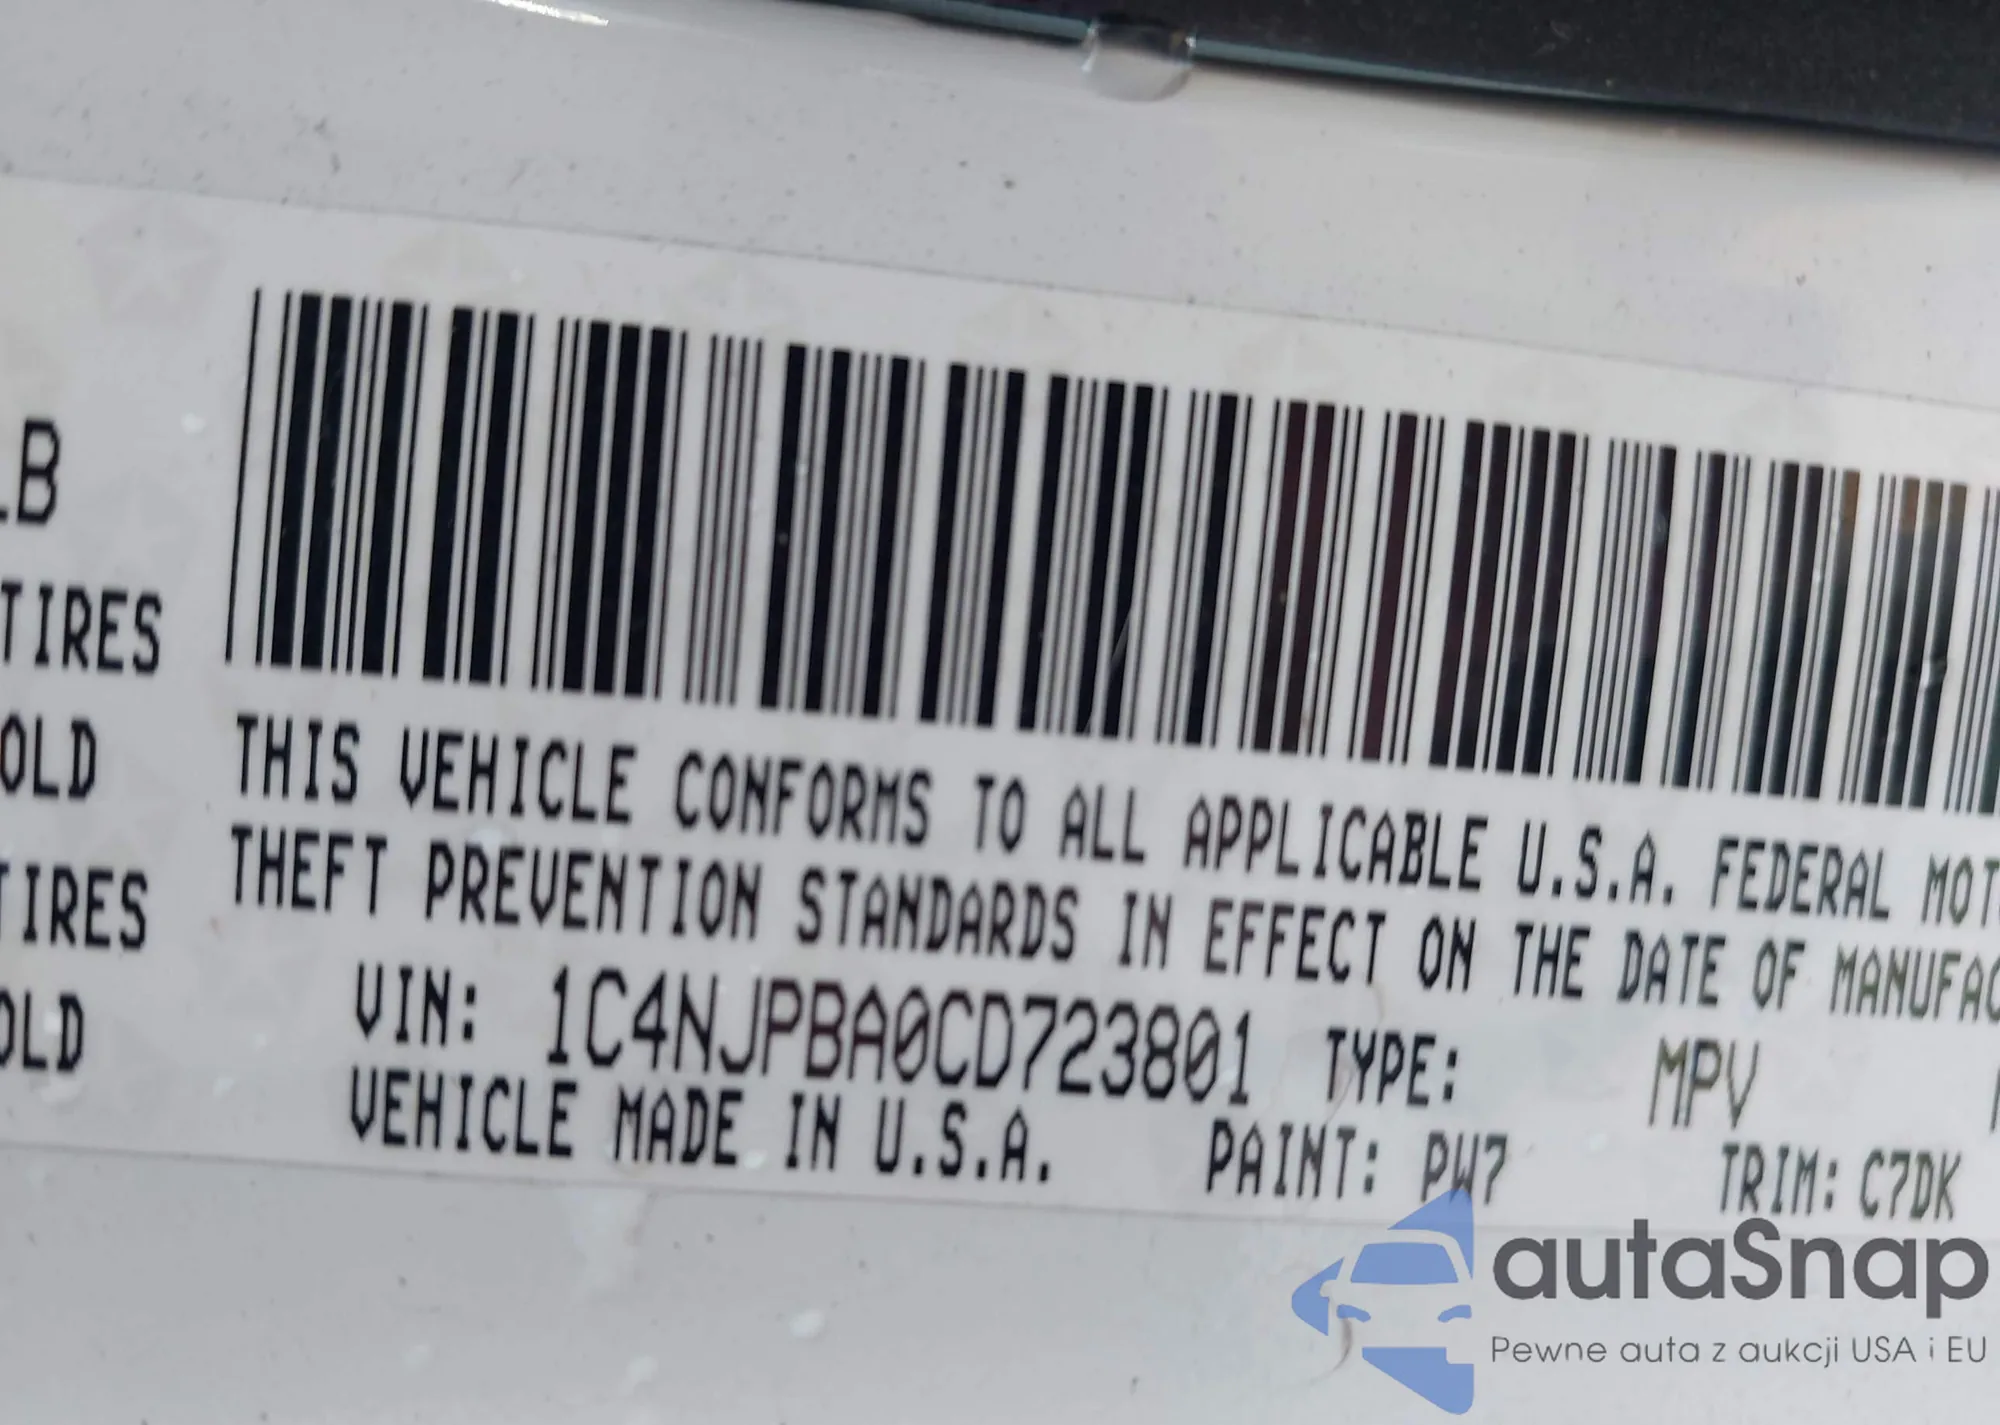 LB
TIRES
OLD
TIRES
OLD
THIS VEHICLE CONFORMS TO ALL APPLICABLE U.S.A. FEDERAL MOT
THEFT PREVENTION STANDARDS IN EFFECT ON THE DATE OF MANUFAC
VIN: 1C4NJPBA0CD723801 TYPE: MPV
VEHICLE MADE IN U.S.A. PAINT: PW7 TRIM: C7DK
autaSnap
Pewne auta z aukcji USA i EU